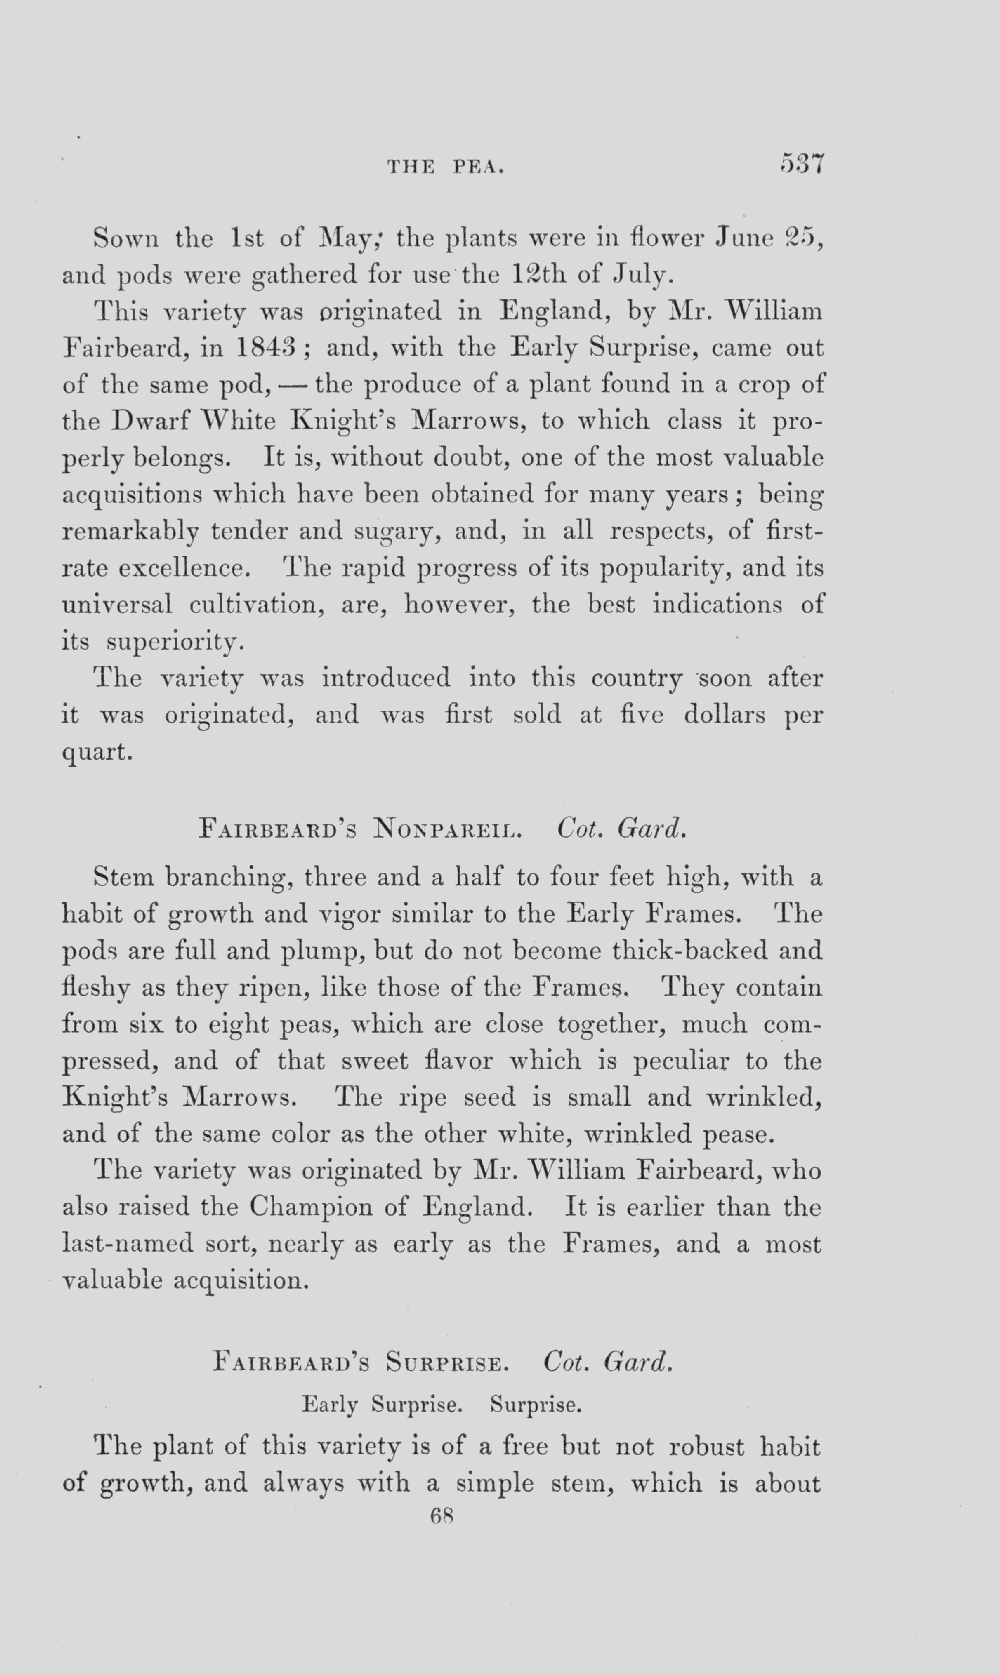 THE PEA. 537
Sown the 1st of May; the plants were in flower June 25,
and pods were gathered for use the 12th of July.
This variety was originated in England, by Mr. William
Fairbeard, in 1843; and, with the Early Surprise, came out
of the same pod, — the produce of a plant found in a crop of
the Dwarf White Knight's Marrows, to which class it pro-
perly belongs. It is, without doubt, one of the most valuable
acquisitions which have been obtained for many years; being
remarkably tender and sugary, and, in all respects, of first-
rate excellence. The rapid progress of its popularity, and its
universal cultivation, are, however, the best indications of
its superiority.
The variety was introduced into this country soon after
it was originated, and was first sold at five dollars per
quart.
Fairbeard's Nonpareil. Cot. Gard.
Stem branching, three and a half to four feet high, with a
habit of growth and vigor similar to the Early Frames. The
pods are full and plump, but do not become thick-backed and
fleshy as they ripen, like those of the Frames. They contain
from six to eight peas, which are close together, much com-
pressed, and of that sweet flavor which is peculiar to the
Knight's Marrows. The ripe seed is small and wrinkled,
and of the same color as the other white, wrinkled pease.
The variety was originated by Mr. William Fairbeard, who
also raised the Champion of England. It is earlier than the
last-named sort, nearly as early as the Frames, and a most
valuable acquisition.
Fairbeard's Surprise. Cot. Gard.
Early Surprise. Surprise.
The plant of this variety is of a free but not robust habit
of growth, and always with a simple stem, which is about
68